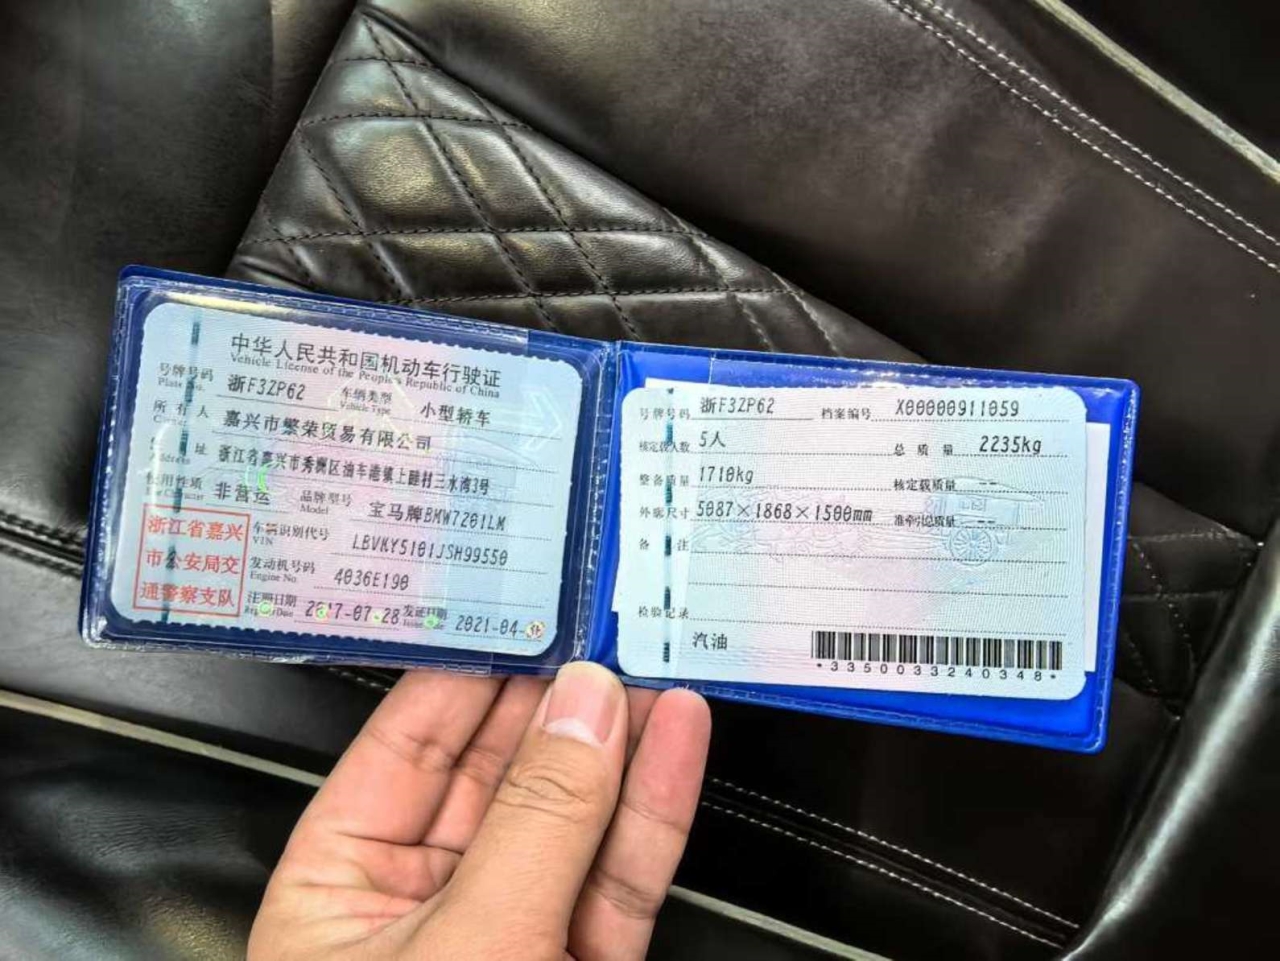 中华人民共和国机动车行驶证
Vehicle License of the People's Republic of China
号牌号码 浙F3ZP62 车辆类型 小型轿车
Plate No. Vehicle Type
所有人 嘉兴市繁荣贸易有限公司
址 浙江省嘉兴市秀洲区油车港镇上睦村三水湾3号
Address
使用性质 非营运 品牌型号 宝马牌BMW7201LM
Use Character Model
浙江省嘉兴
市公安局交
通警察支队
车辆识别代号 LBVKY5101JSH99550
VIN
发动机号码 4036E190
Engine No.
注册日期 2017-07-28 发证日期 2021-04-
号牌号码 浙F3ZP62 档案编号 X00000911059
核定载人数 5人 总质量 2235kg
整备质量 1710kg 核定载质量 --
外廓尺寸 5087×1868×1500mm 准牵引总质量 --
备注
检验记录
汽油
*3350033240348*